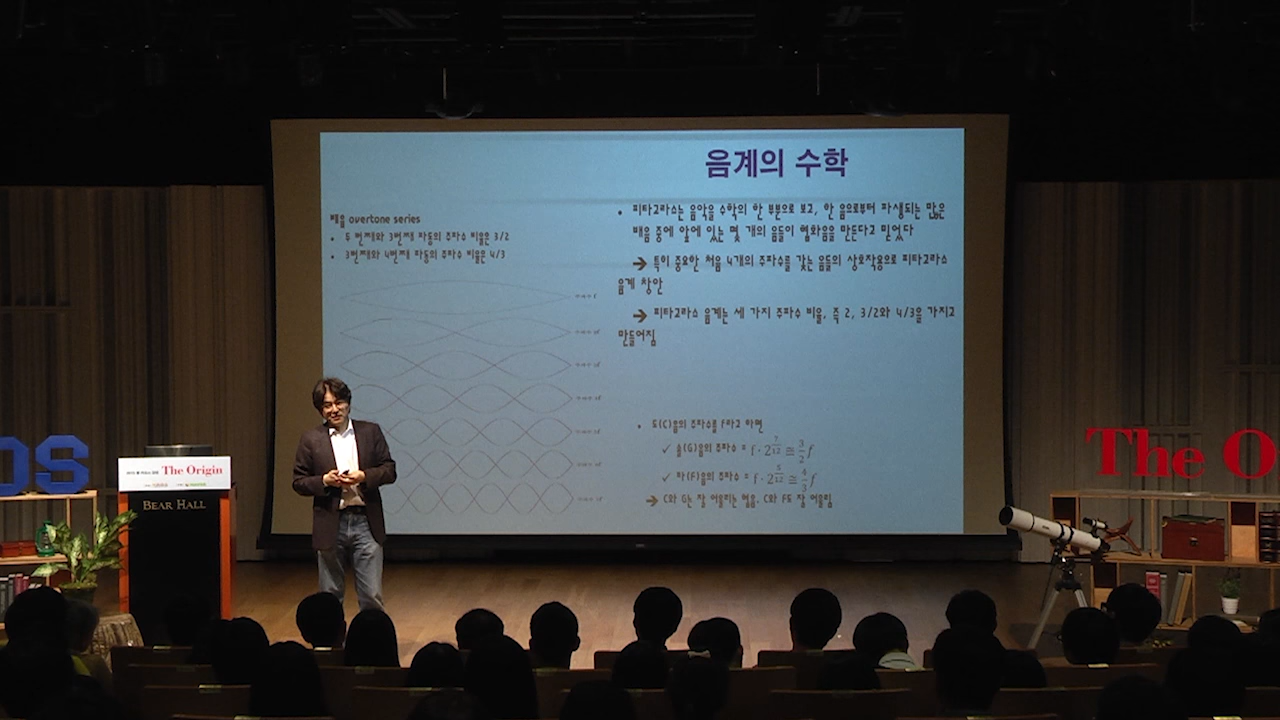 음계의 수학
배음 overtone series
• 두 번째와 3번째 파동의 주파수 비율은 3/2
• 3번째와 4번째 파동의 주파수 비율은 4/3
• 피타고라스는 음악을 수학의 한 부분으로 보고, 한 음으로부터 파생되는 많은
배음 중에 앞에 있는 몇 개의 음들이 협화음을 만든다고 믿었다
➔ 특히 중요한 처음 4개의 주파수를 갖는 음들의 상호작용으로 피타고라스
음계 창안
➔ 피타고라스 음계는 세 가지 주파수 비율, 즉 2, 3/2와 4/3을 가지고
만들어짐
• 도(C)음의 주파수를 f라고 하면
✓ 솔(G)음의 주파수 = f · 2^(7/12) ≅ 3/2 f
✓ 파(F)음의 주파수 = f · 2^(5/12) ≅ 4/3 f
➔ C와 G는 잘 어울리는 음, C와 F도 잘 어울림
OS
The Origin
BEAR HALL
The O